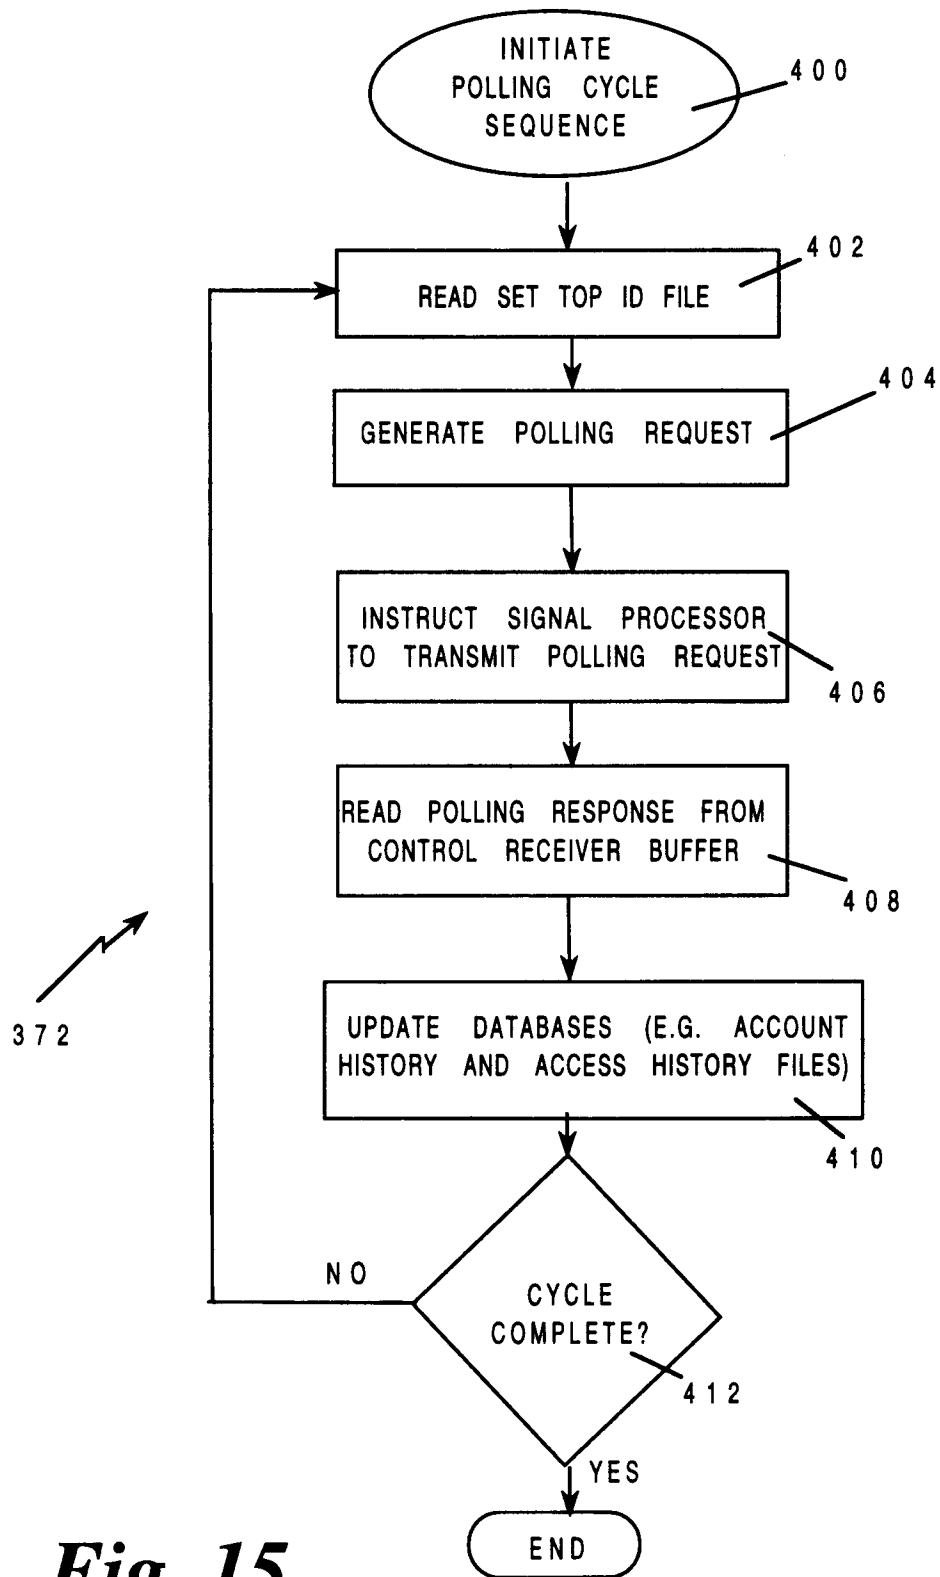 INITIATE
POLLING CYCLE
SEQUENCE
400
402
READ SET TOP ID FILE
404
GENERATE POLLING REQUEST
INSTRUCT SIGNAL PROCESSOR
TO TRANSMIT POLLING REQUEST
406
READ POLLING RESPONSE FROM
CONTROL RECEIVER BUFFER
408
372
UPDATE DATABASES (E.G. ACCOUNT
HISTORY AND ACCESS HISTORY FILES)
410
NO
CYCLE
COMPLETE?
412
YES
END
Fig. 15